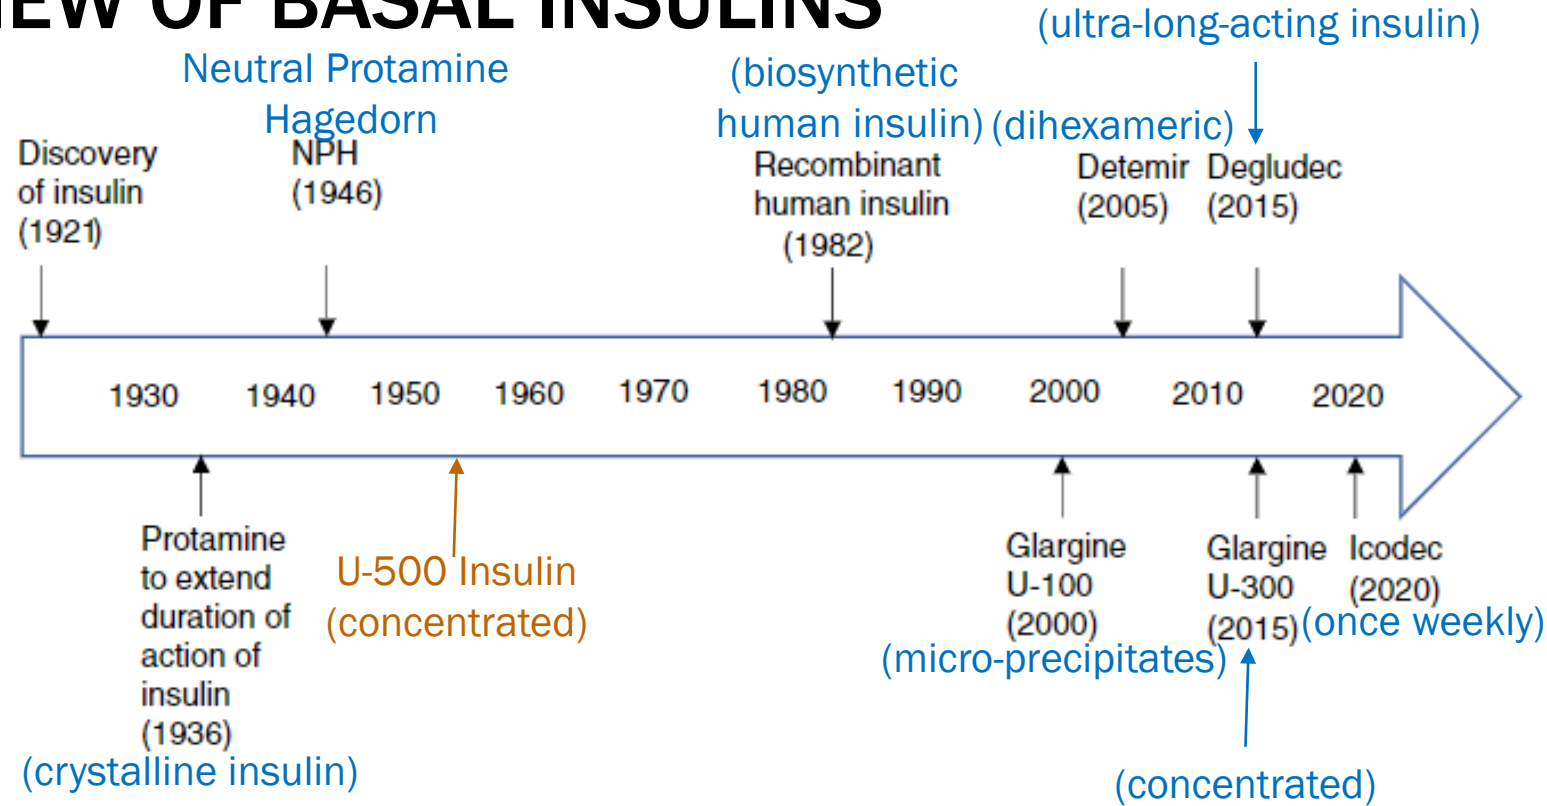 IEW OF BASAL INSULINS
(ultra-long-acting insulin)
Neutral Protamine
Hagedorn
(biosynthetic
human insulin)
(dihexameric)
Discovery
of insulin
(1921)
NPH
(1946)
Recombinant
human insulin
(1982)
Detemir
(2005)
Degludec
(2015)
1930 1940 1950 1960 1970 1980 1990 2000 2010 2020
Protamine
to extend
duration of
action of
insulin
(1936)
(crystalline insulin)
U-500 Insulin
(concentrated)
Glargine
U-100
(2000)
(micro-precipitates)
Glargine
U-300
(2015)
(concentrated)
Icodec
(2020)
(once weekly)